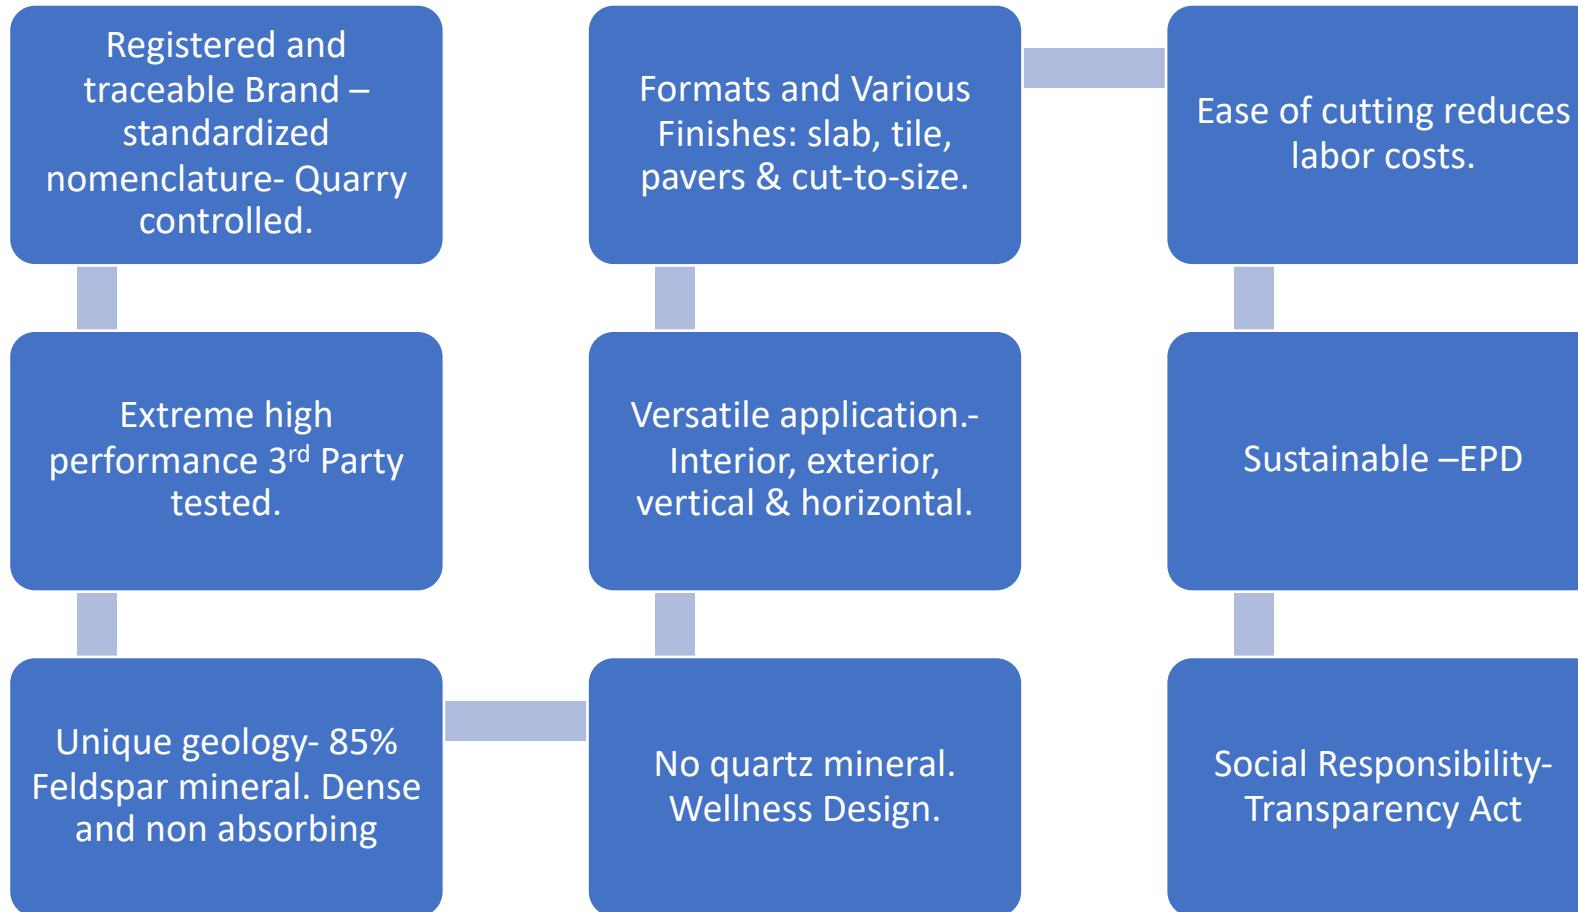 Registered and
traceable Brand –
standardized
nomenclature- Quarry
controlled.
Extreme high
performance 3rd Party
tested.
Unique geology- 85%
Feldspar mineral. Dense
and non absorbing
No quartz mineral.
Wellness Design.
Versatile application.-
Interior, exterior,
vertical & horizontal.
Formats and Various
Finishes: slab, tile,
pavers & cut-to-size.
Ease of cutting reduces
labor costs.
Sustainable –EPD
Social Responsibility-
Transparency Act